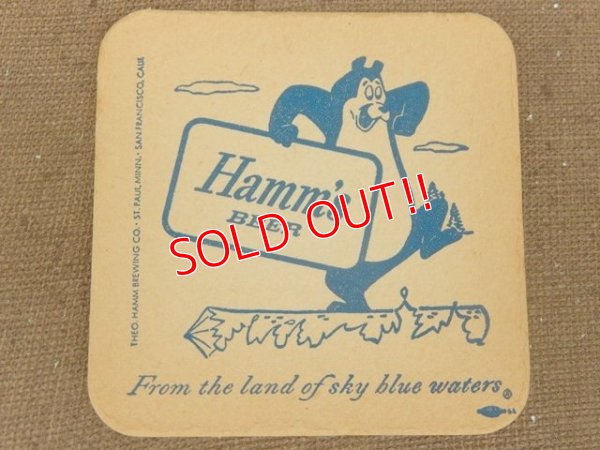 THEO. HAMM BREWING CO. · ST. PAUL, MINN. · SAN FRANCISCO, CALIF.
Hamm's
BEER
SOLD OUT!!
From the land of sky blue waters®